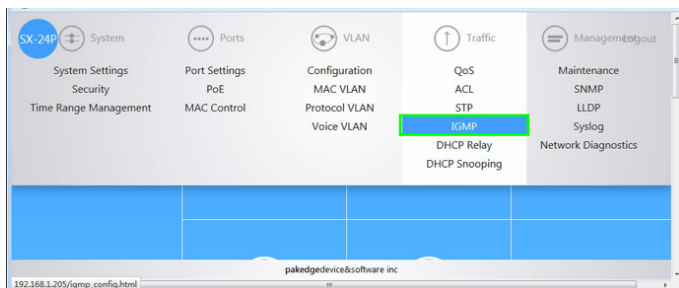 SX-24P System Ports VLAN Traffic Management Logout
System Settings Port Settings Configuration QoS Maintenance
Security PoE MAC VLAN ACL SNMP
Time Range Management MAC Control Protocol VLAN STP LLDP
Voice VLAN IGMP Syslog
DHCP Relay Network Diagnostics
DHCP Snooping
pakedgedevice&software inc
192.168.1.205/igmp_config.html